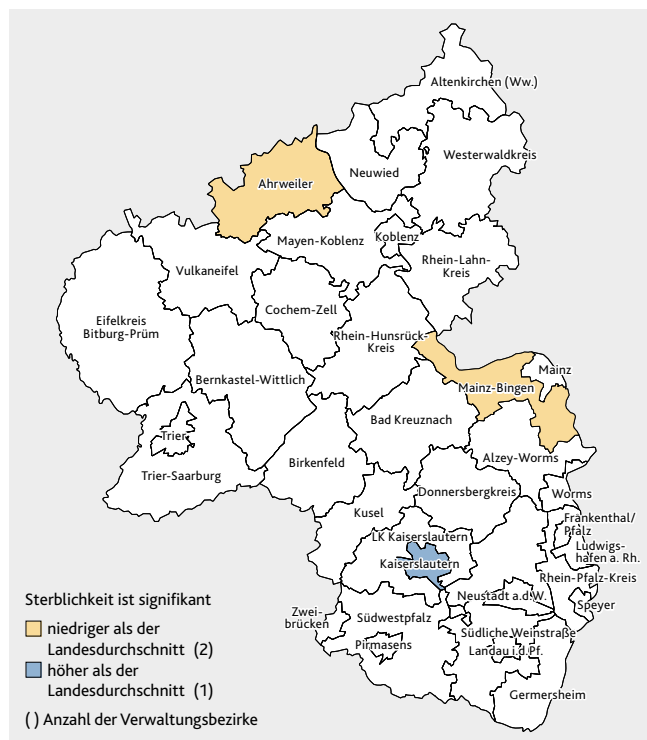 Altenkirchen (Ww.)
Westerwaldkreis
Neuwied
Ahrweiler
Mayen-Koblenz
Koblenz
Rhein-Lahn-
Kreis
Vulkaneifel
Cochem-Zell
Eifelkreis
Bitburg-Prüm
Rhein-Hunsrück-
Kreis
Mainz
Bernkastel-Wittlich
Mainz-Bingen
Bad Kreuznach
Trier
Alzey-Worms
Birkenfeld
Trier-Saarburg
Donnersbergkreis
Worms
Kusel
Frankenthal/
Pfalz
LK Kaiserslautern
Ludwigs-
hafen a. Rh.
Kaiserslautern
Rhein-Pfalz-Kreis
Neustadt a.d.W.
Speyer
Zwei-
brücken
Südwestpfalz
Südliche Weinstraße
Pirmasens
Landau i.d.Pf.
Germersheim
Sterblichkeit ist signifikant
niedriger als der
Landesdurchschnitt (2)
höher als der
Landesdurchschnitt (1)
( ) Anzahl der Verwaltungsbezirke